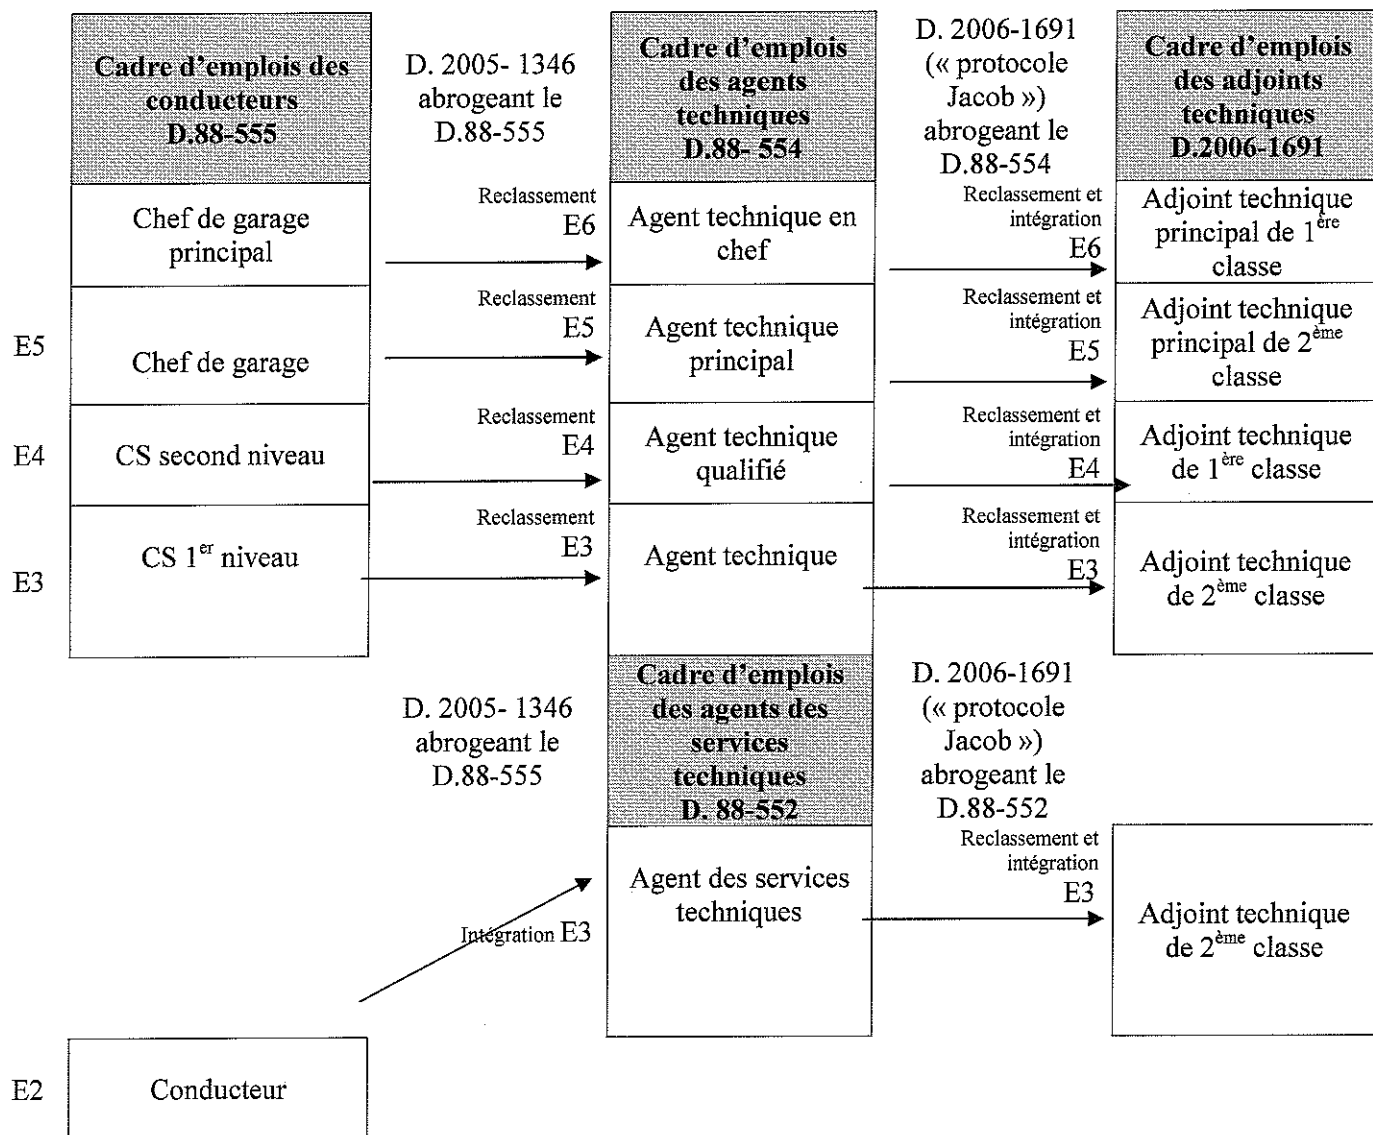 Cadre d'emplois des
conducteurs
D.88-555
D. 2005- 1346
abrogeant le
D.88-555
Cadre d'emplois
des agents
techniques
D.88- 554
D. 2006-1691
(« protocole
Jacob »)
abrogeant le
D.88-554
Cadre d'emplois
des adjoints
techniques
D.2006-1691
Chef de garage
principal
Reclassement
E6
Agent technique en
chef
Reclassement et
intégration
E6
Adjoint technique
principal de 1ère
classe
E5
Chef de garage
Reclassement
E5
Agent technique
principal
Reclassement et
intégration
E5
Adjoint technique
principal de 2ème
classe
E4
CS second niveau
Reclassement
E4
Agent technique
qualifié
Reclassement et
intégration
E4
Adjoint technique
de 1ère classe
E3
CS 1er niveau
Reclassement
E3
Agent technique
Reclassement et
intégration
E3
Adjoint technique
de 2ème classe
D. 2005- 1346
abrogeant le
D.88-555
Cadre d'emplois
des agents des
services
techniques
D. 88-552
D. 2006-1691
(« protocole
Jacob »)
abrogeant le
D.88-552
Intégration E3
Agent des services
techniques
Reclassement et
intégration
E3
Adjoint technique
de 2ème classe
E2
Conducteur